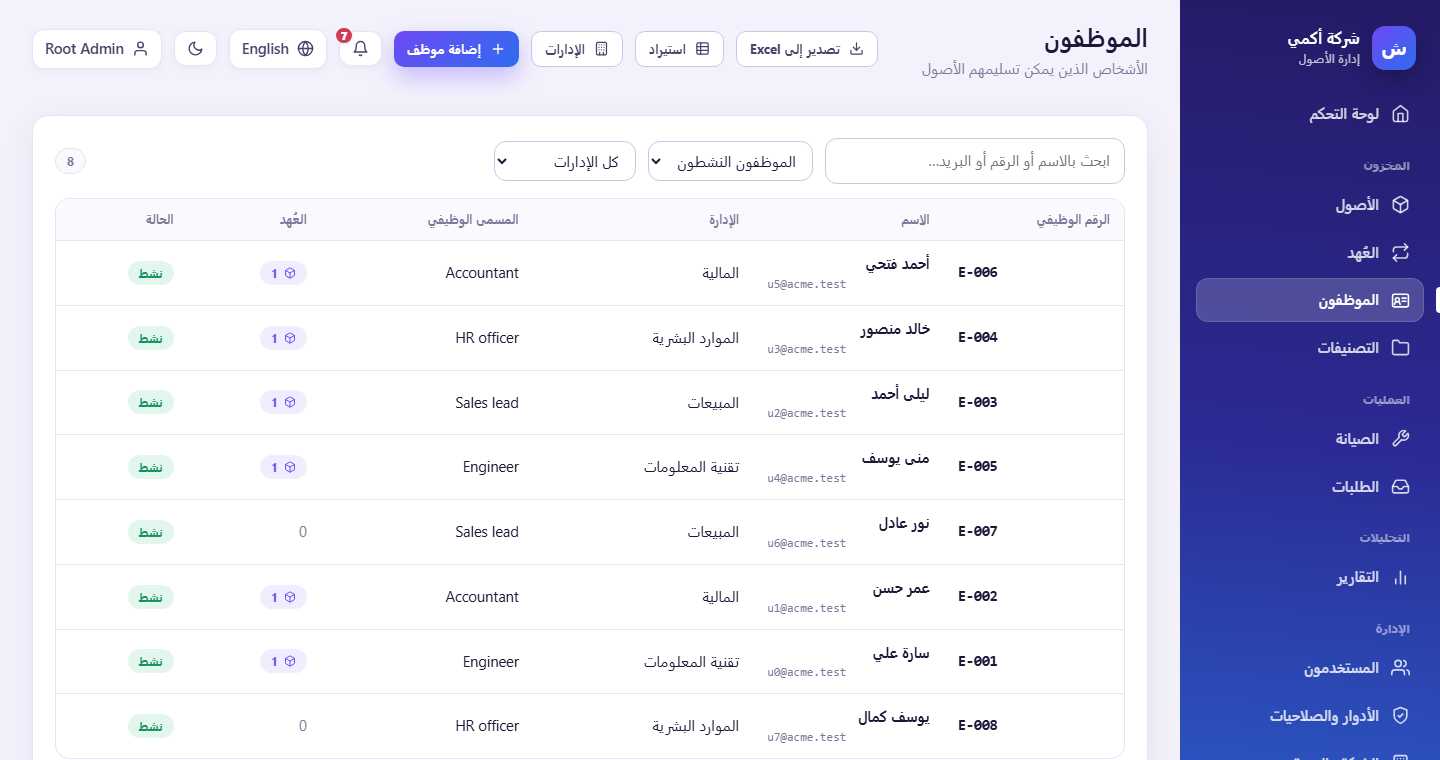 ش
شركة أكمي
إدارة الأصول
لوحة التحكم
المخزون
الأصول
العُهد
الموظفون
التصنيفات
العمليات
الصيانة
الطلبات
التحليلات
التقارير
الإدارة
المستخدمون
الأدوار والصلاحيات
الموظفون
الأشخاص الذين يمكن تسليمهم الأصول
تصدير إلى Excel
استيراد
الإدارات
إضافة موظف
7
English
Root Admin
ابحث بالاسم أو الرقم أو البريد...
الموظفون النشطون
كل الإدارات
8
الرقم الوظيفي الاسم الإدارة المسمى الوظيفي العُهد الحالة
E-006 أحمد فتحي u5@acme.test المالية Accountant 1 نشط
E-004 خالد منصور u3@acme.test الموارد البشرية HR officer 1 نشط
E-003 ليلى أحمد u2@acme.test المبيعات Sales lead 1 نشط
E-005 منى يوسف u4@acme.test تقنية المعلومات Engineer 1 نشط
E-007 نور عادل u6@acme.test المبيعات Sales lead 0 نشط
E-002 عمر حسن u1@acme.test المالية Accountant 1 نشط
E-001 سارة علي u0@acme.test تقنية المعلومات Engineer 1 نشط
E-008 يوسف كمال u7@acme.test الموارد البشرية HR officer 0 نشط